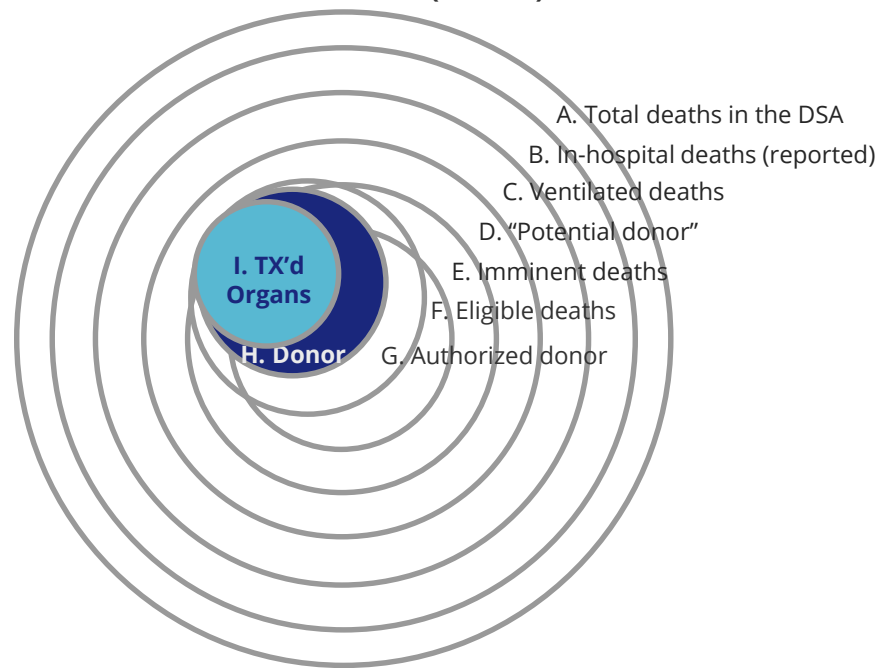 A. Total deaths in the DSA
B. In-hospital deaths (reported)
C. Ventilated deaths
D. “Potential donor”
E. Imminent deaths
F. Eligible deaths
G. Authorized donor
H. Donor
I. TX’d
Organs